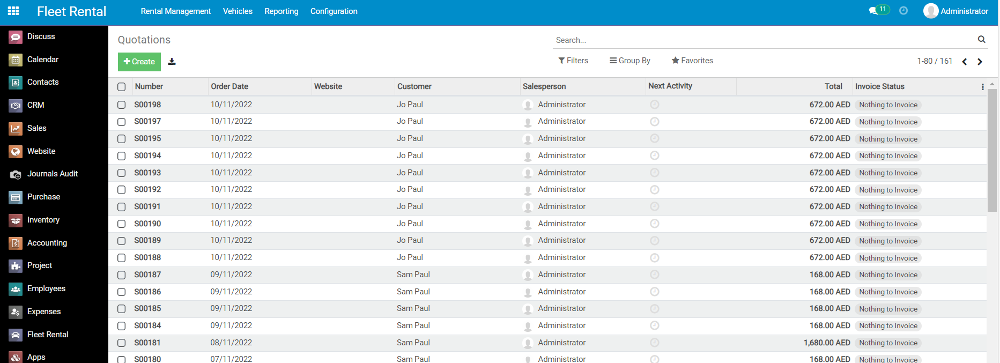 Fleet Rental Rental Management Vehicles Reporting Configuration 11 Administrator
Discuss
Calendar
Contacts
CRM
Sales
Website
Journals Audit
Purchase
Inventory
Accounting
Project
Employees
Expenses
Fleet Rental
Apps
Quotations
Search...
Create
Filters Group By Favorites 1-80 / 161
Number Order Date Website Customer Salesperson Next Activity Total Invoice Status
S00198 10/11/2022 Jo Paul Administrator 672.00 AED Nothing to Invoice
S00197 10/11/2022 Jo Paul Administrator 672.00 AED Nothing to Invoice
S00195 10/11/2022 Jo Paul Administrator 672.00 AED Nothing to Invoice
S00194 10/11/2022 Jo Paul Administrator 672.00 AED Nothing to Invoice
S00193 10/11/2022 Jo Paul Administrator 672.00 AED Nothing to Invoice
S00192 10/11/2022 Jo Paul Administrator 672.00 AED Nothing to Invoice
S00191 10/11/2022 Jo Paul Administrator 672.00 AED Nothing to Invoice
S00190 10/11/2022 Jo Paul Administrator 672.00 AED Nothing to Invoice
S00189 10/11/2022 Jo Paul Administrator 672.00 AED Nothing to Invoice
S00188 10/11/2022 Jo Paul Administrator 672.00 AED Nothing to Invoice
S00187 09/11/2022 Sam Paul Administrator 168.00 AED Nothing to Invoice
S00186 09/11/2022 Sam Paul Administrator 168.00 AED Nothing to Invoice
S00185 09/11/2022 Sam Paul Administrator 168.00 AED Nothing to Invoice
S00184 09/11/2022 Sam Paul Administrator 168.00 AED Nothing to Invoice
S00181 08/11/2022 Sam Paul Administrator 1,680.00 AED Nothing to Invoice
S00180 07/11/2022 Sam Paul Administrator 168.00 AED Nothing to Invoice